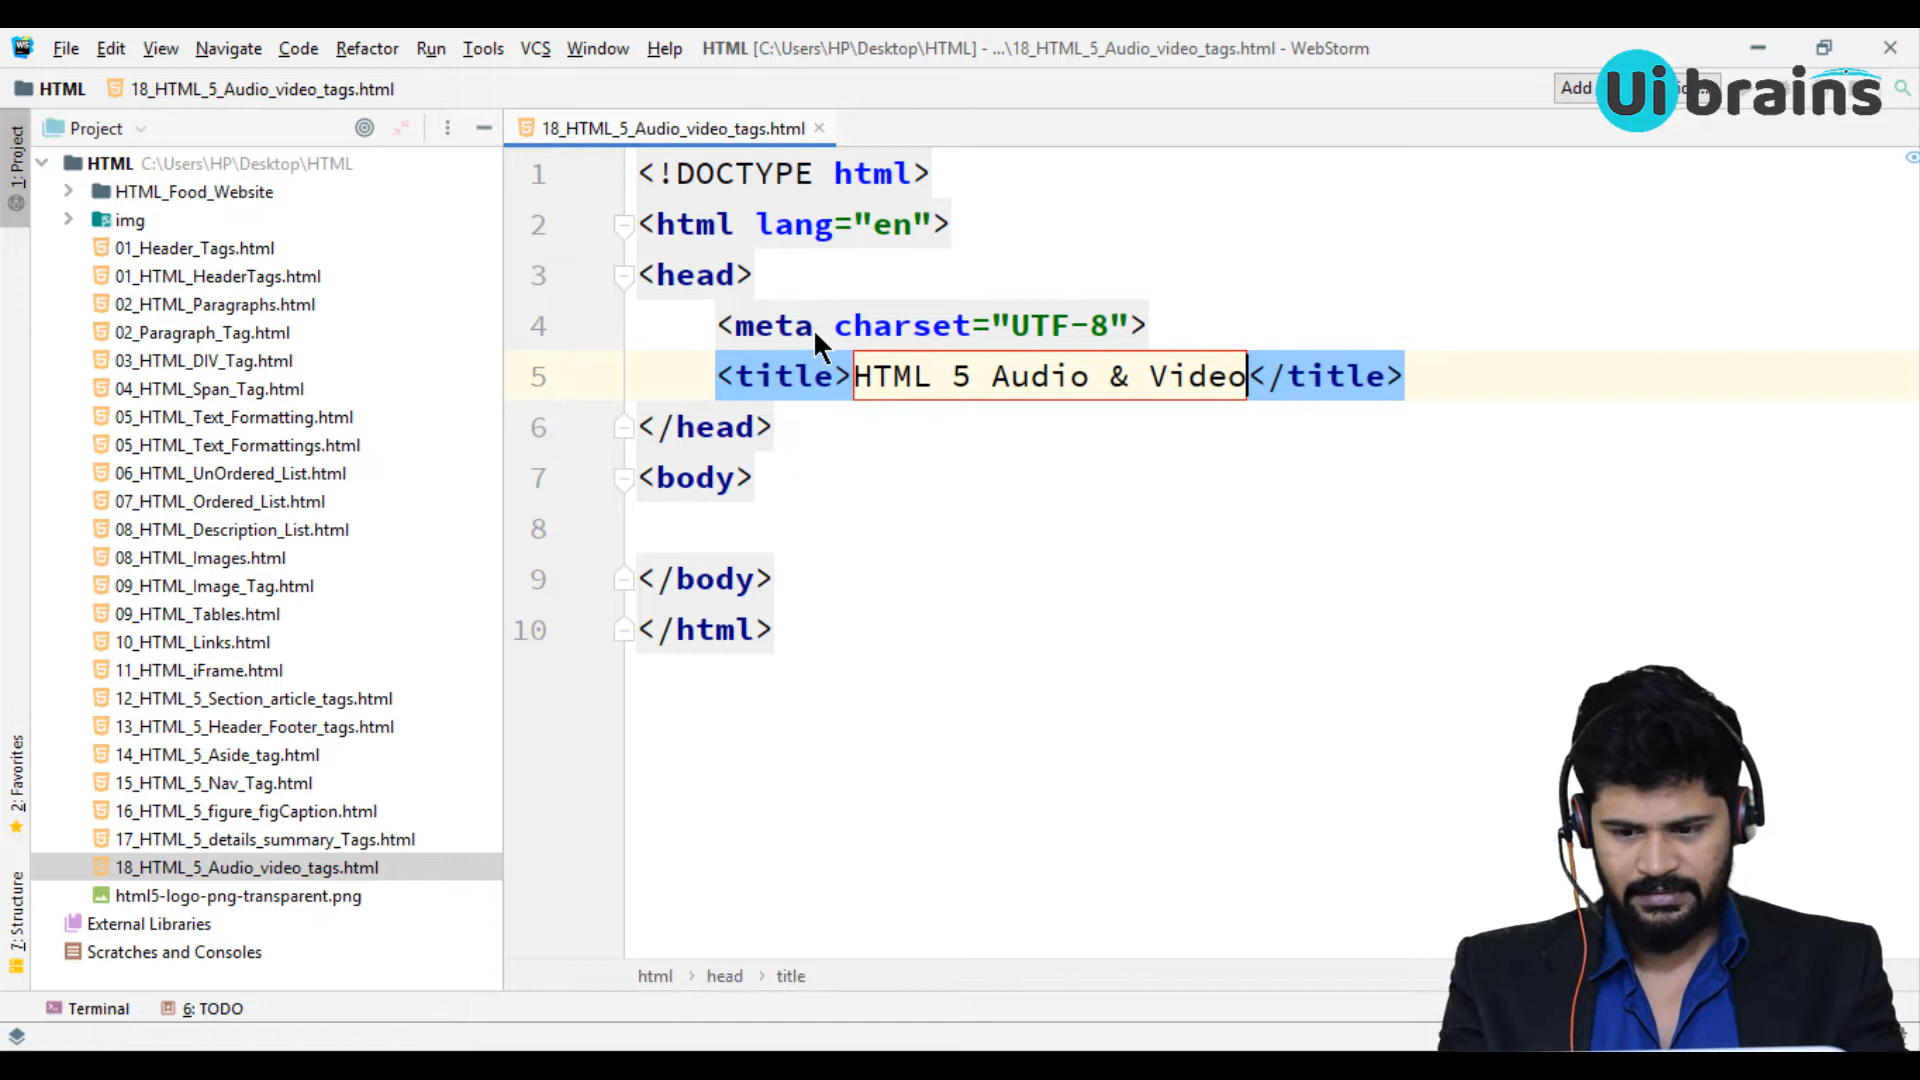 File Edit View Navigate Code Refactor Run Tools VCS Window Help HTML [C:\Users\HP\Desktop\HTML] - ...\18_HTML_5_Audio_video_tags.html - WebStorm
HTML 18_HTML_5_Audio_video_tags.html
Add
Uibrains
1: Project
Project
18_HTML_5_Audio_video_tags.html
HTML C:\Users\HP\Desktop\HTML
HTML_Food_Website
img
01_Header_Tags.html
01_HTML_HeaderTags.html
02_HTML_Paragraphs.html
02_Paragraph_Tag.html
03_HTML_DIV_Tag.html
04_HTML_Span_Tag.html
05_HTML_Text_Formatting.html
05_HTML_Text_Formattings.html
06_HTML_UnOrdered_List.html
07_HTML_Ordered_List.html
08_HTML_Description_List.html
08_HTML_Images.html
09_HTML_Image_Tag.html
09_HTML_Tables.html
10_HTML_Links.html
11_HTML_iFrame.html
12_HTML_5_Section_article_tags.html
13_HTML_5_Header_Footer_tags.html
14_HTML_5_Aside_tag.html
15_HTML_5_Nav_Tag.html
16_HTML_5_figure_figCaption.html
17_HTML_5_details_summary_Tags.html
18_HTML_5_Audio_video_tags.html
html5-logo-png-transparent.png
External Libraries
Scratches and Consoles
2: Favorites
7: Structure
1 <!DOCTYPE html>
2 <html lang="en">
3 <head>
4 <meta charset="UTF-8">
5 <title>HTML 5 Audio & Video</title>
6 </head>
7 <body>
8
9 </body>
10 </html>
html > head > title
Terminal 6: TODO